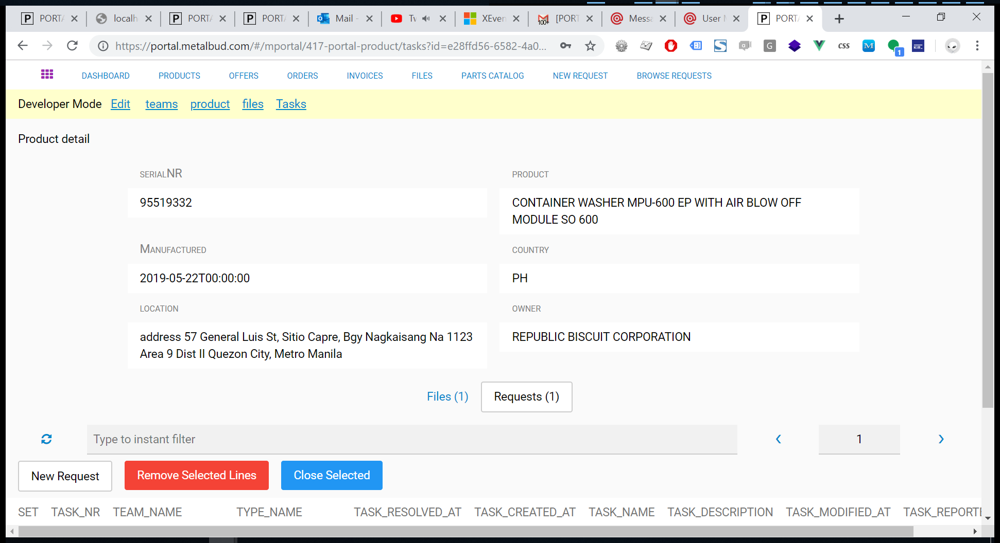 PORT
localh
PORT
PORT
Mail -
Tv
XEven
[PORT
Messa
User
PORT
https://portal.metalbud.com/#/mportal/417-portal-product/tasks?id=e28ffd56-6582-4a0...
css
1
KIR.
DASHBOARD PRODUCTS OFFERS ORDERS INVOICES FILES PARTS CATALOG NEW REQUEST BROWSE REQUESTS
Developer Mode Edit teams product files Tasks
Product detail
SERIALNR
PRODUCT
95519332
CONTAINER WASHER MPU-600 EP WITH AIR BLOW OFF
MODULE SO 600
MANUFACTURED
COUNTRY
2019-05-22T00:00:00
PH
LOCATION
OWNER
address 57 General Luis St, Sitio Capre, Bgy Nagkaisang Na 1123
Area 9 Dist II Quezon City, Metro Manila
REPUBLIC BISCUIT CORPORATION
Files (1) Requests (1)
Type to instant filter
1
New Request Remove Selected Lines Close Selected
SET TASK_NR TEAM_NAME TYPE_NAME TASK_RESOLVED_AT TASK_CREATED_AT TASK_NAME TASK_DESCRIPTION TASK_MODIFIED_AT TASK_REPORTE